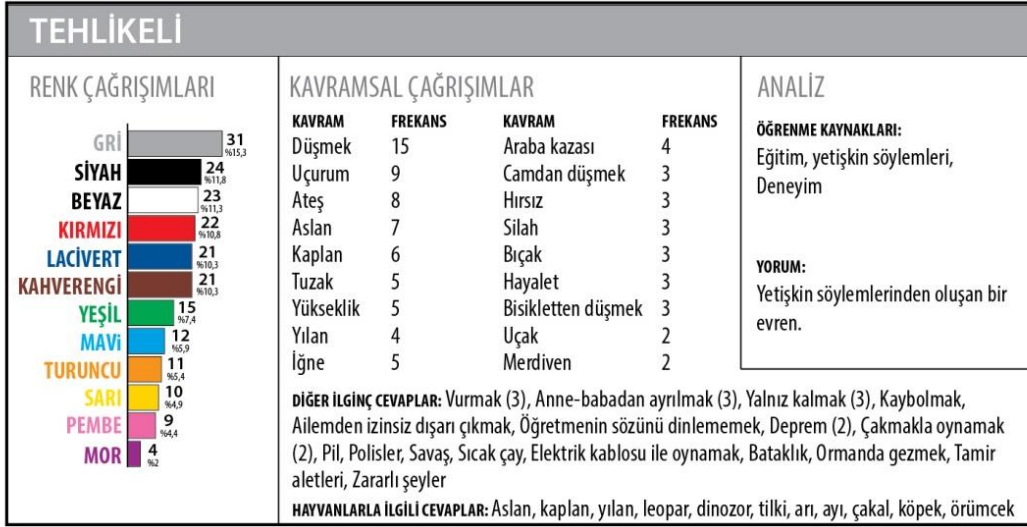 TEHLİKELİ
RENK ÇAĞRIŞIMLARI
GRİ 31 %15,3
SİYAH 24 %11,8
BEYAZ 23 %11,3
KIRMIZI 22 %10,8
LACİVERT 21 %10,3
KAHVERENGİ 21 %10,3
YEŞİL 15 %7,4
MAVi 12 %5,9
TURUNCU 11 %5,4
SARI 10 %4,9
PEMBE 9 %4,4
MOR 4 %2
KAVRAMSAL ÇAĞRIŞIMLAR
KAVRAM FREKANS KAVRAM FREKANS
Düşmek 15 Araba kazası 4
Uçurum 9 Camdan düşmek 3
Ateş 8 Hırsız 3
Aslan 7 Silah 3
Kaplan 6 Bıçak 3
Tuzak 5 Hayalet 3
Yükseklik 5 Bisikletten düşmek 3
Yılan 4 Uçak 2
İğne 5 Merdiven 2
DİĞER İLGİNÇ CEVAPLAR: Vurmak (3), Anne-babadan ayrılmak (3), Yalnız kalmak (3), Kaybolmak,
Ailemden izinsiz dışarı çıkmak, Öğretmenin sözünü dinlememek, Deprem (2), Çakmakla oynamak
(2), Pil, Polisler, Savaş, Sıcak çay, Elektrik kablosu ile oynamak, Bataklık, Ormanda gezmek, Tamir
aletleri, Zararlı şeyler
HAYVANLARLA İLGİLİ CEVAPLAR: Aslan, kaplan, yılan, leopar, dinozor, tilki, arı, ayı, çakal, köpek, örümcek
ANALİZ
ÖĞRENME KAYNAKLARI:
Eğitim, yetişkin söylemleri,
Deneyim
YORUM:
Yetişkin söylemlerinden oluşan bir
evren.